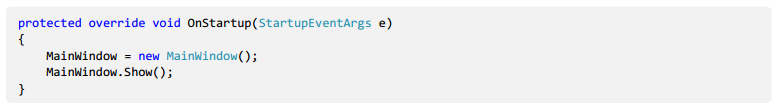 protected override void OnStartup(StartupEventArgs e)
{
    MainWindow = new MainWindow();
    MainWindow.Show();
}